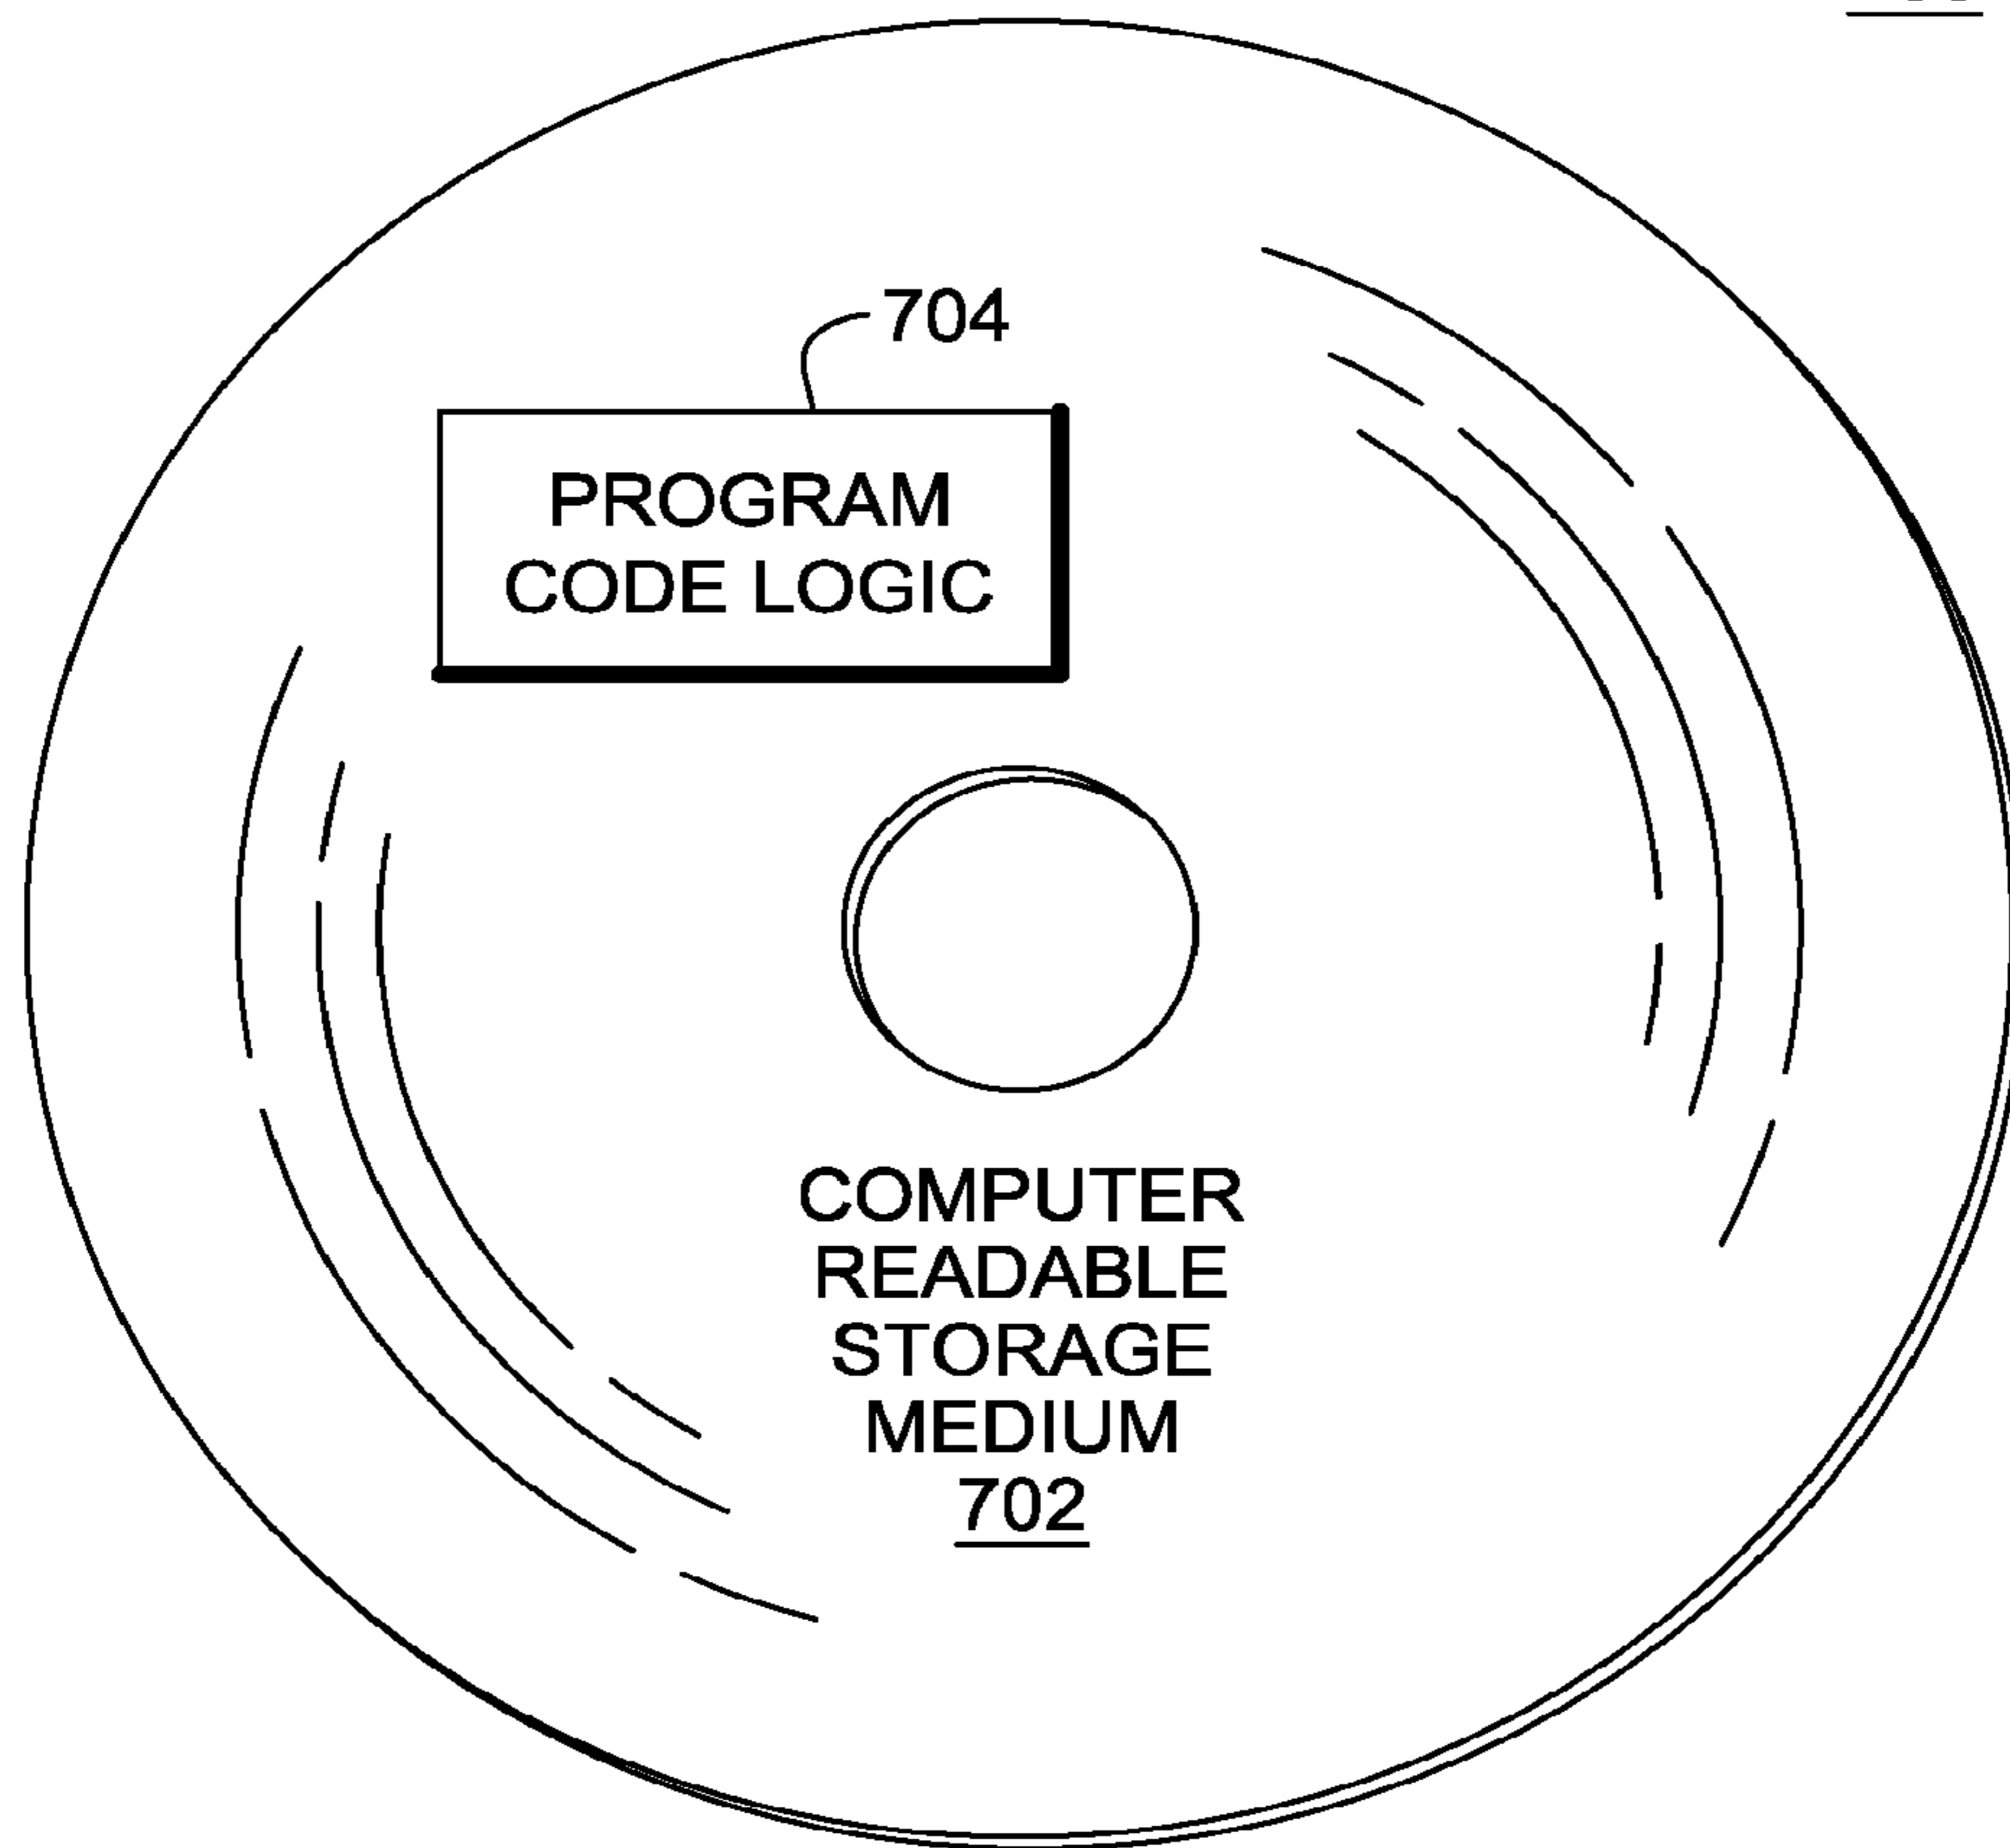 704
PROGRAM
CODE LOGIC
COMPUTER
READABLE
STORAGE
MEDIUM
702